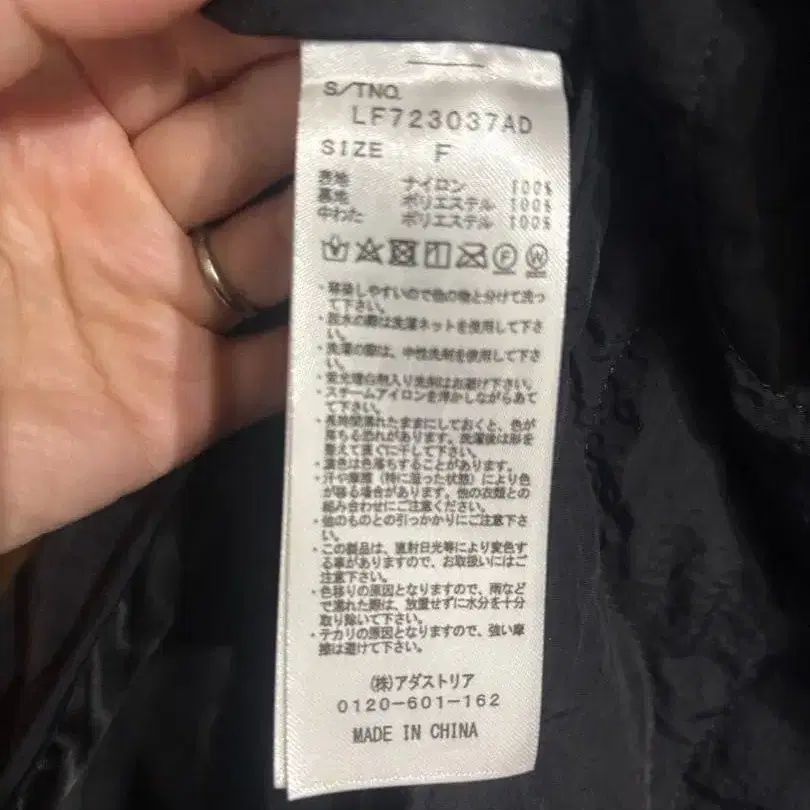 S/TNO.
LF723037AD
SIZE F
表地 ナイロン 100%
裏地 ポリエステル 100%
中わた ポリエステル 100%
F W
・移染しやすいので他の物と分けて洗っ
て下さい。
・脱水の際は洗濯ネットを使用して下さ
い。
・洗濯の際は、中性洗剤を使用して下さ
い。
・蛍光増白剤入り洗剤はお避け下さい。
・スチームアイロンを浮かしながらあて
て下さい。
・長時間濡れたままにしておくと、色が
落ちる恐れがあります。洗濯後は形を
整えて直ぐに干して下さい。
・濃色は色落ちすることがあります。
・汗や摩擦（特に湿った状態）により色
が移る場合があります。他の衣類との
組み合わせにご注意ください。
・他のものとの引っかかりにご注意下さ
い。
・この製品は、直射日光等により変色す
る事がありますので、お取扱いにはご
注意下さい。
・色移りの原因となりますので、雨など
で濡れた際は、放置せずに水分を十分
取り除いて下さい。
・テカリの原因となりますので、強い摩
擦は避けて下さい。
(株)アダストリア
0120-601-162
MADE IN CHINA